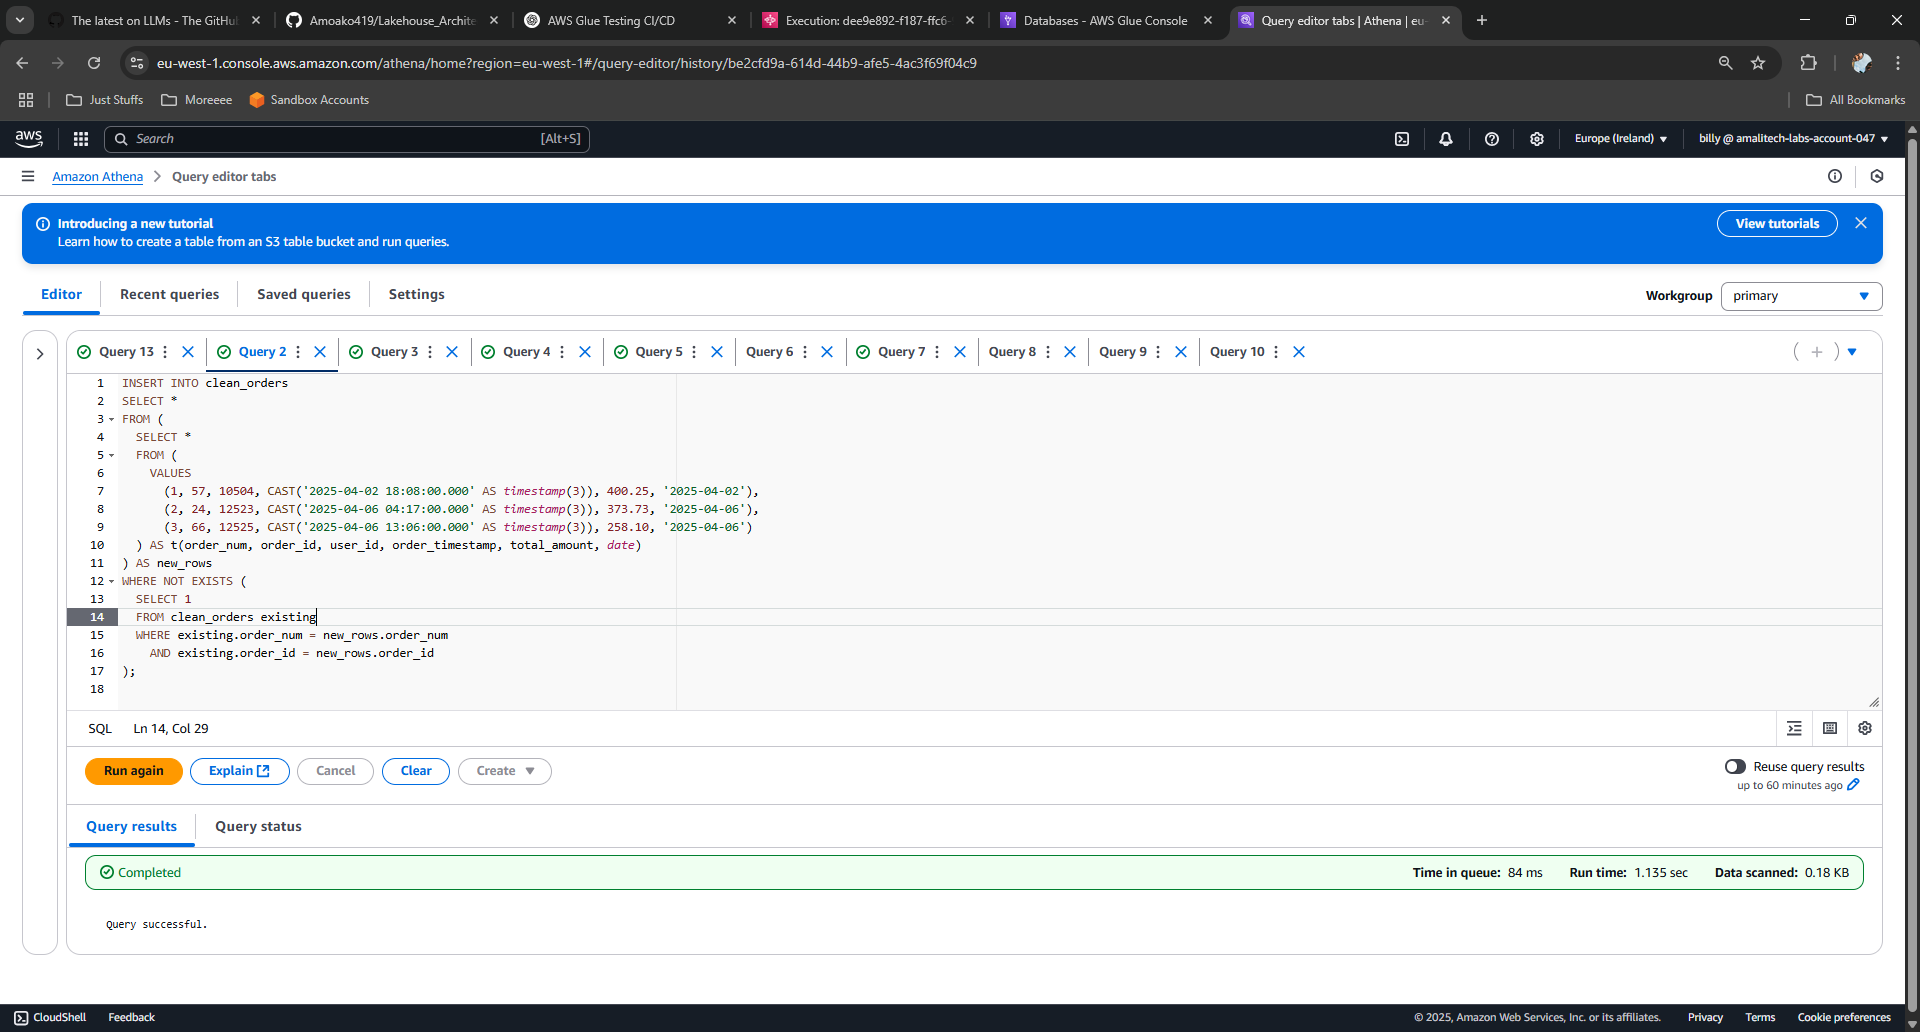 The latest on LLMs - The GitHub
Amoako419/Lakehouse_Archite
AWS Glue Testing CI/CD
Execution: dee9e892-f187-ffc6-
Databases - AWS Glue Console
Query editor tabs | Athena | eu-
eu-west-1.console.aws.amazon.com/athena/home?region=eu-west-1#/query-editor/history/be2cfd9a-614d-44b9-afe5-4ac3f69f04c9
Just Stuffs
Moreeee
Sandbox Accounts
All Bookmarks
aws
Search
[Alt+S]
Europe (Ireland)
billy @ amalitech-labs-account-047
Amazon Athena
Query editor tabs
Introducing a new tutorial
Learn how to create a table from an S3 table bucket and run queries.
View tutorials
Editor
Recent queries
Saved queries
Settings
Workgroup
primary
Query 13
Query 2
Query 3
Query 4
Query 5
Query 6
Query 7
Query 8
Query 9
Query 10
1 INSERT INTO clean_orders
2 SELECT *
3 FROM (
4 SELECT *
5 FROM (
6 VALUES
7 (1, 57, 10504, CAST('2025-04-02 18:08:00.000' AS timestamp(3)), 400.25, '2025-04-02'),
8 (2, 24, 12523, CAST('2025-04-06 04:17:00.000' AS timestamp(3)), 373.73, '2025-04-06'),
9 (3, 66, 12525, CAST('2025-04-06 13:06:00.000' AS timestamp(3)), 258.10, '2025-04-06')
10 ) AS t(order_num, order_id, user_id, order_timestamp, total_amount, date)
11 ) AS new_rows
12 WHERE NOT EXISTS (
13 SELECT 1
14 FROM clean_orders existing
15 WHERE existing.order_num = new_rows.order_num
16 AND existing.order_id = new_rows.order_id
17 );
18
SQL
Ln 14, Col 29
Run again
Explain
Cancel
Clear
Create
Reuse query results
up to 60 minutes ago
Query results
Query status
Completed
Time in queue: 84 ms
Run time: 1.135 sec
Data scanned: 0.18 KB
Query successful.
CloudShell
Feedback
© 2025, Amazon Web Services, Inc. or its affiliates.
Privacy
Terms
Cookie preferences